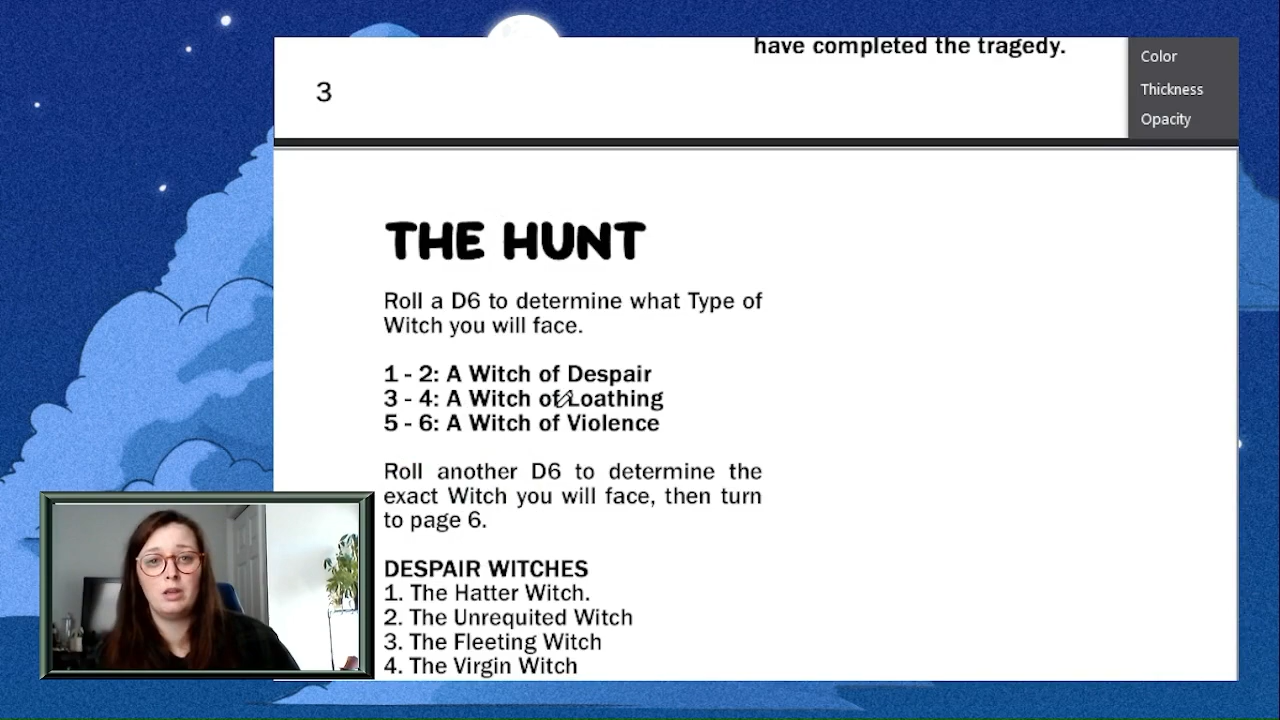 have completed the tragedy.
3
Color
Thickness
Opacity
THE HUNT
Roll a D6 to determine what Type of
Witch you will face.
1 - 2: A Witch of Despair
3 - 4: A Witch of Loathing
5 - 6: A Witch of Violence
Roll another D6 to determine the
exact Witch you will face, then turn
to page 6.
DESPAIR WITCHES
1. The Hatter Witch.
2. The Unrequited Witch
3. The Fleeting Witch
4. The Virgin Witch